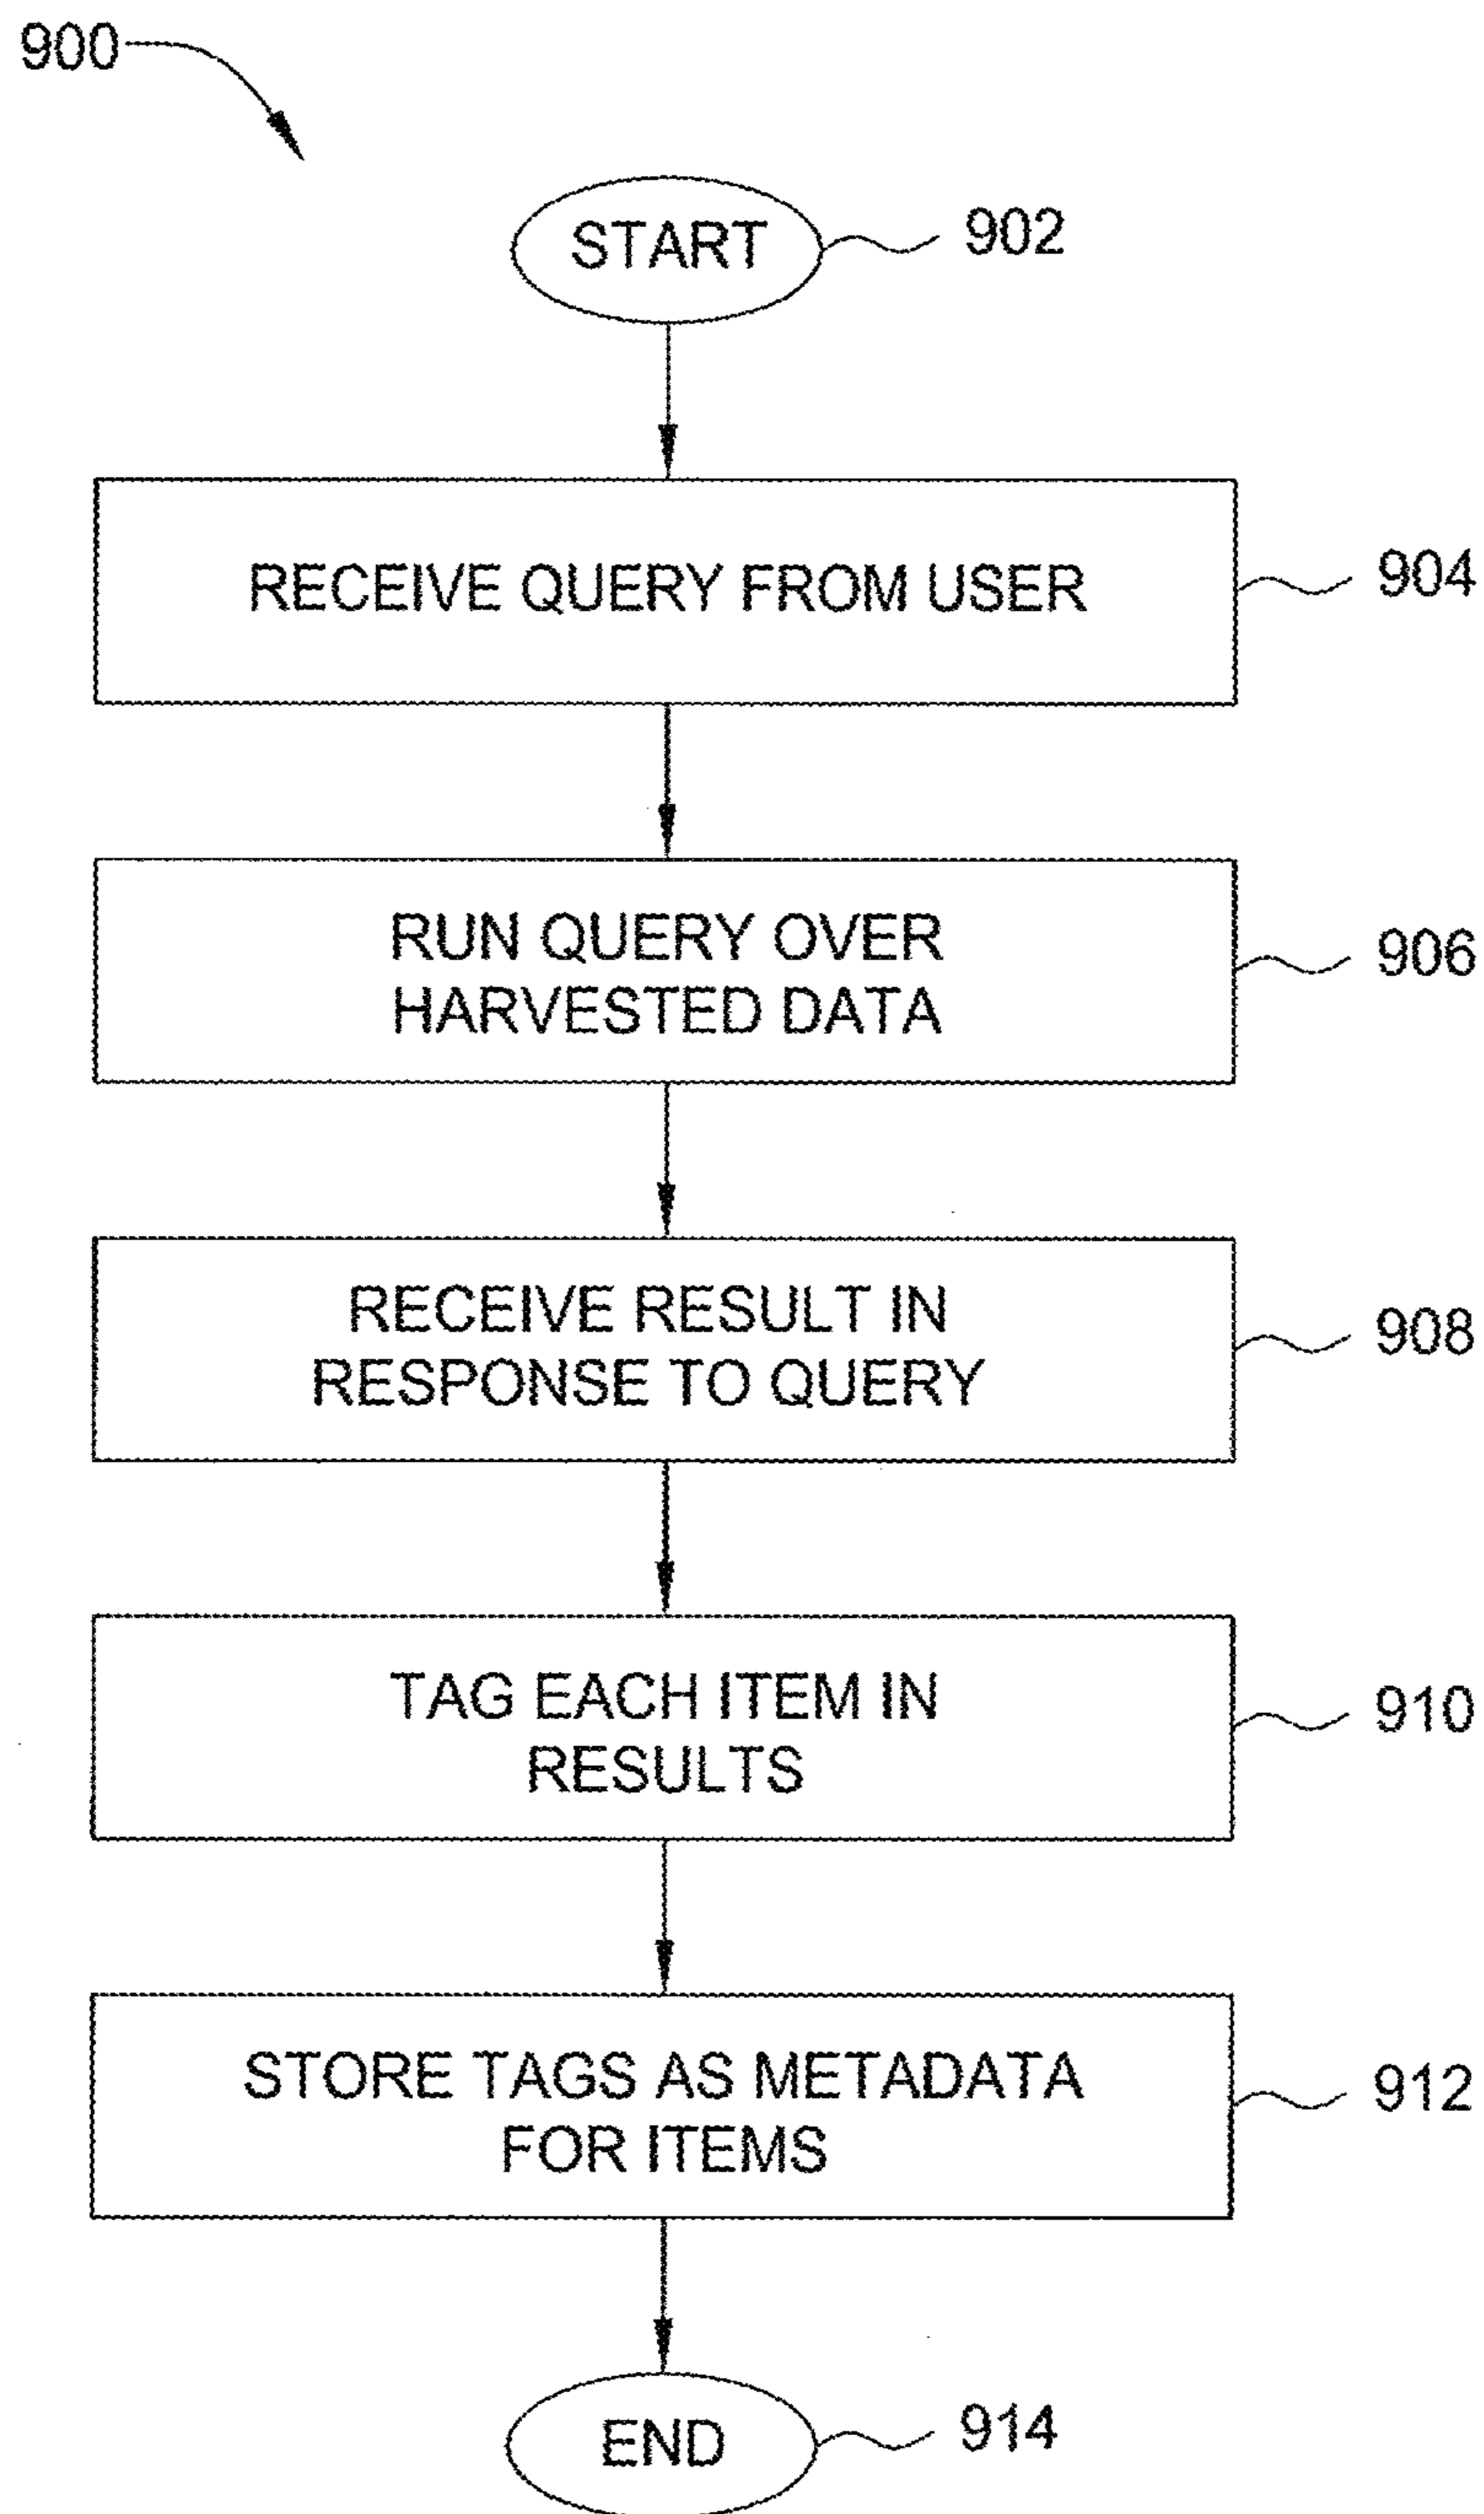 900
START
902
RECEIVE QUERY FROM USER
904
RUN QUERY OVER
HARVESTED DATA
906
RECEIVE RESULT IN
RESPONSE TO QUERY
908
TAG EACH ITEM IN
RESULTS
910
STORE TAGS AS METADATA
FOR ITEMS
912
END
914